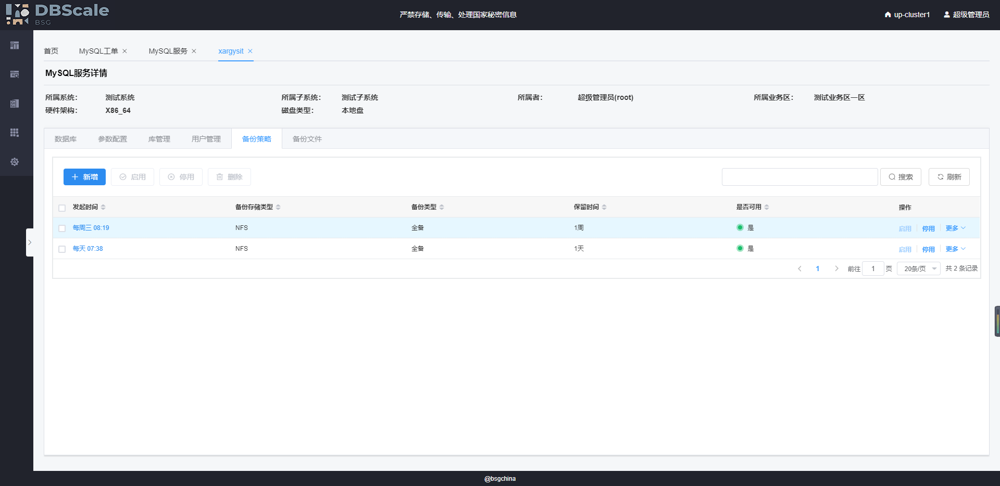 DBScale
BSG
严禁存储、传输、处理国家秘密信息
up-cluster1
超级管理员
首页
MySQL工单
MySQL服务
xargysit
MySQL服务详情
所属系统： 测试系统
所属子系统： 测试子系统
所属者： 超级管理员(root)
所属业务区： 测试业务区一区
硬件架构： X86_64
磁盘类型： 本地盘
数据库 参数配置 库管理 用户管理 备份策略 备份文件
新增 启用 停用 删除 搜索 刷新
发起时间 备份存储类型 备份类型 保留时间 是否可用 操作
每周三 08:19 NFS 全备 1周 是 启用 停用 更多
每天 07:38 NFS 全备 1天 是 启用 停用 更多
1 前往 1 页 20条/页 共 2 条记录
@bsgchina